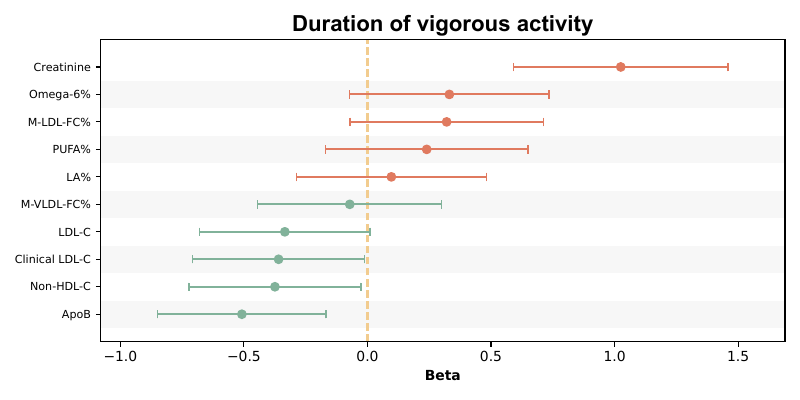 Duration of vigorous activity
Creatinine
Omega-6%
M-LDL-FC%
PUFA%
LA%
M-VLDL-FC%
LDL-C
Clinical LDL-C
Non-HDL-C
ApoB
−1.0 −0.5 0.0 0.5 1.0 1.5
Beta